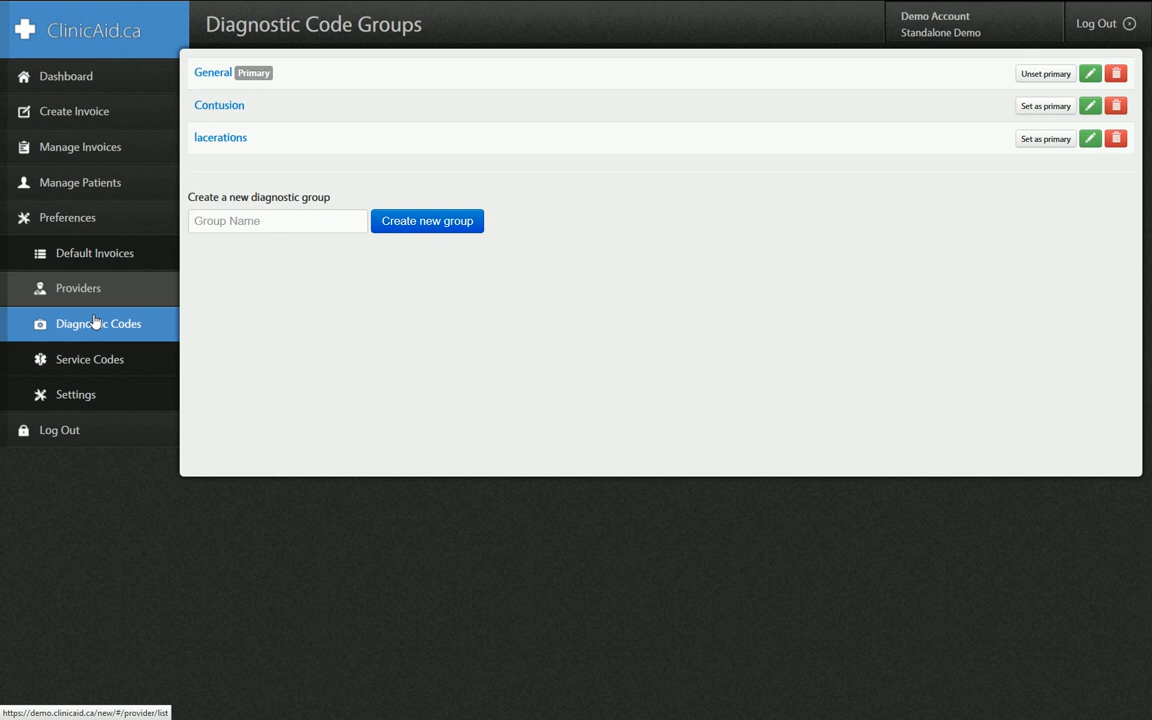 ClinicAid.ca
Diagnostic Code Groups
Demo Account
Standalone Demo
Log Out
Dashboard
Create Invoice
Manage Invoices
Manage Patients
Preferences
Default Invoices
Providers
Diagnostic Codes
Service Codes
Settings
Log Out
General Primary
Unset primary
Contusion
Set as primary
lacerations
Set as primary
Create a new diagnostic group
Group Name
Create new group
https://demo.clinicaid.ca/new/#/provider/list